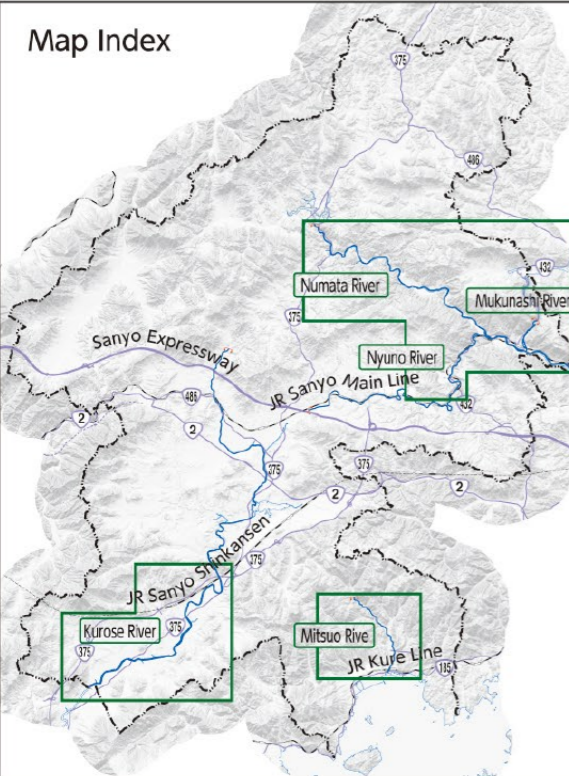 Map Index
375
486
432
Numata River
Mukunashi River
375
Nyuno River
Sanyo Expressway
JR Sanyo Main Line
486
432
2
2
375
375
2
2
JR Sanyo Shinkansen
375
Kurose River
375
375
Mitsuo Rive
JR Kure Line
185